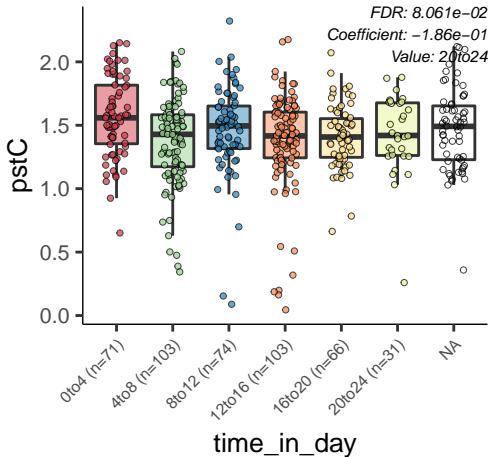 FDR: 8.061e−02
Coefficient: −1.86e−01
Value: 20to24
pstC
2.0
1.5
1.0
0.5
0.0
0to4 (n=71)
4to8 (n=103)
8to12 (n=74)
12to16 (n=103)
16to20 (n=66)
20to24 (n=31)
NA
time_in_day